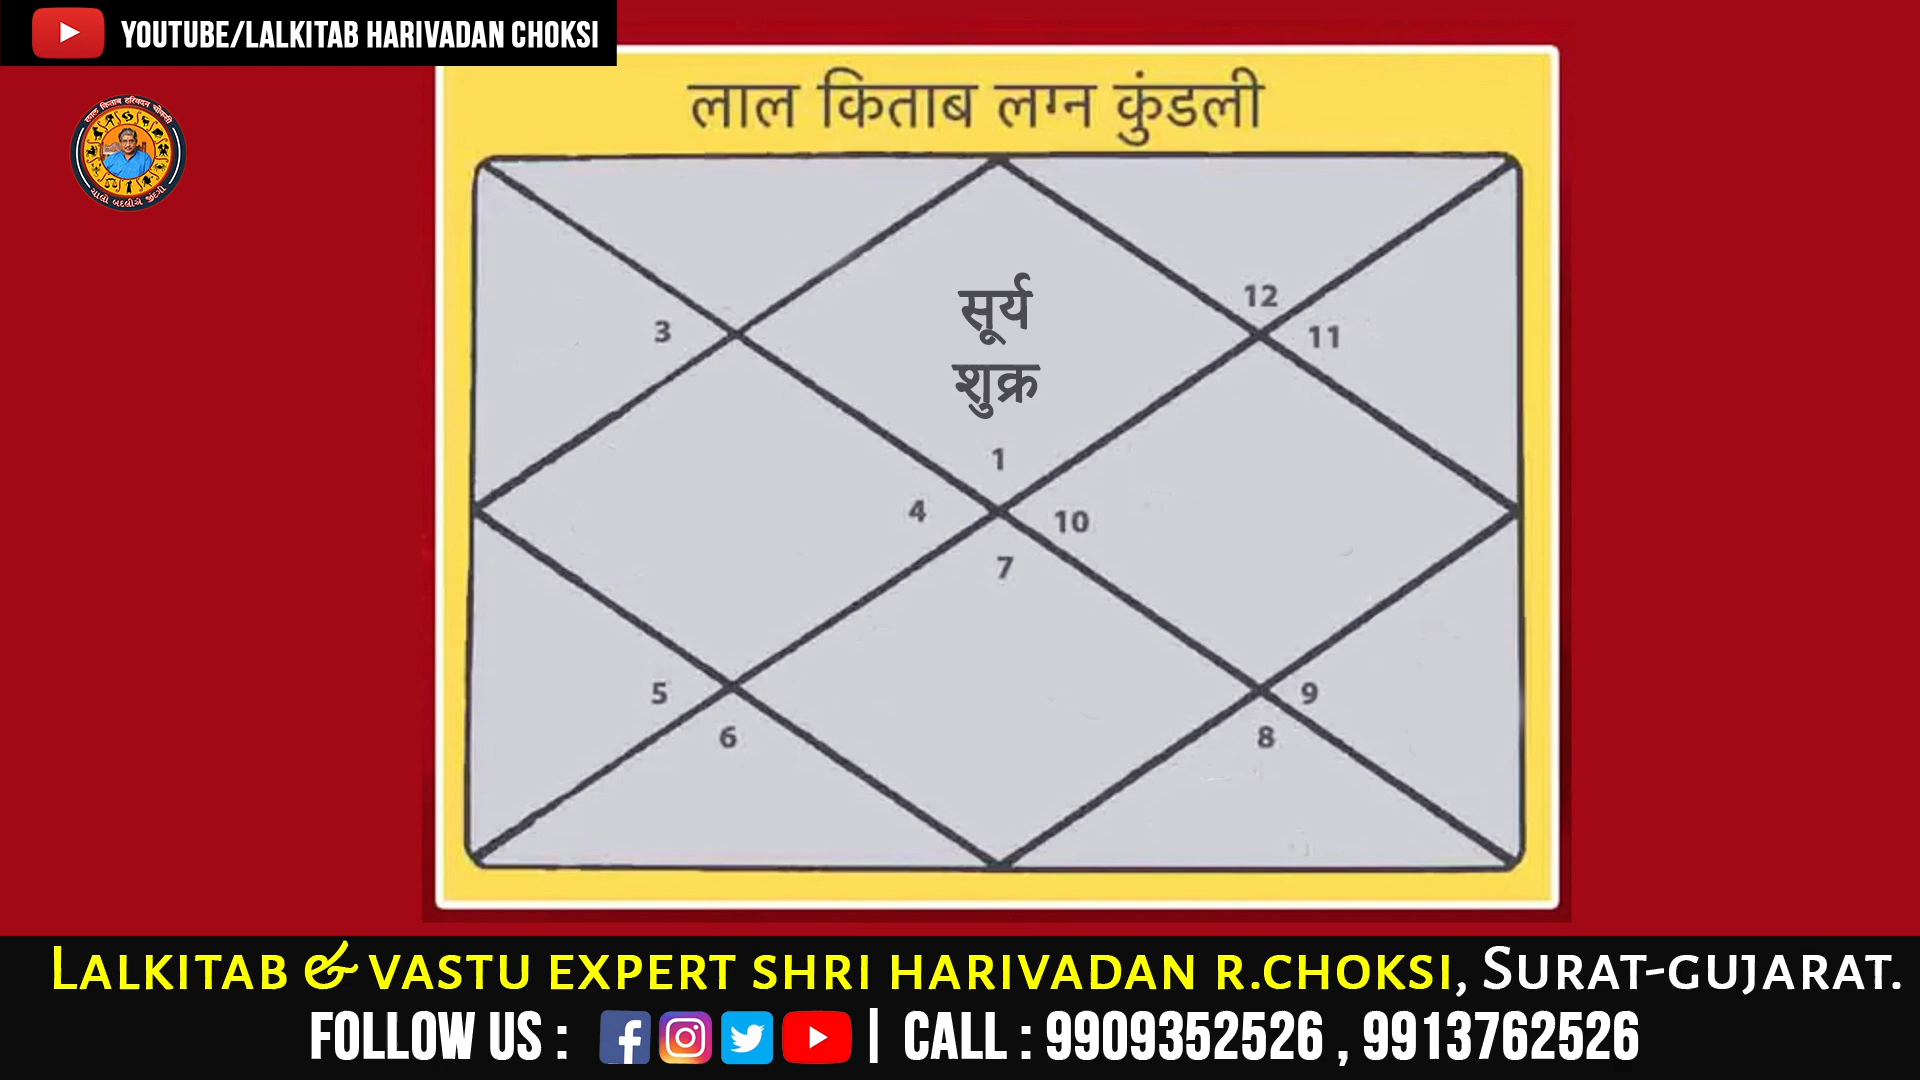 YOUTUBE/LALKITAB HARIVADAN CHOKSI
लाल किताब लग्न कुंडली
सूर्य
शुक्र
12
3
11
1
4
10
7
5
9
6
8
LALKITAB & VASTU EXPERT SHRI HARIVADAN R.CHOKSI, SURAT-GUJARAT.
FOLLOW US : | CALL : 9909352526 , 9913762526